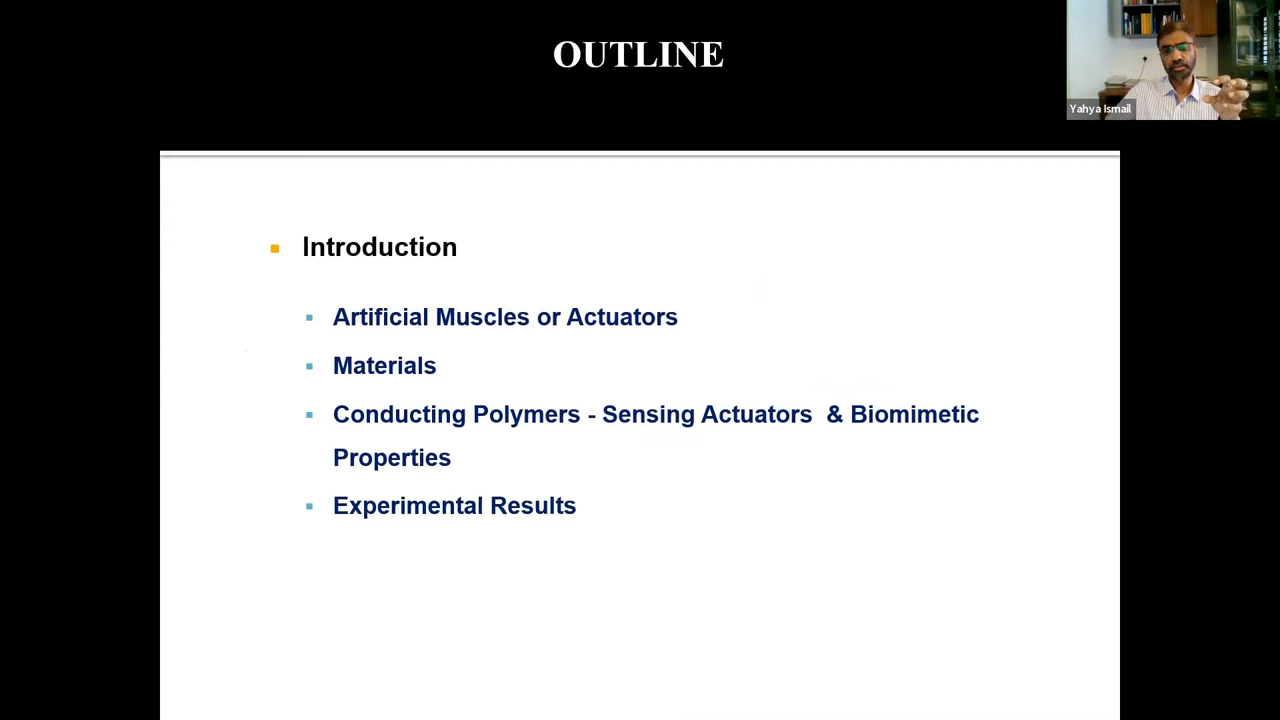 OUTLINE
Yahya Ismail
Introduction
Artificial Muscles or Actuators
Materials
Conducting Polymers - Sensing Actuators & Biomimetic
Properties
Experimental Results